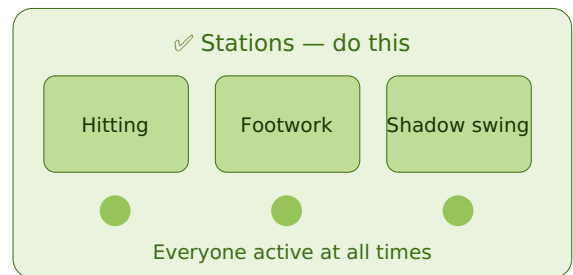 ✅ Stations — do this
Hitting
Footwork
Shadow swing
Everyone active at all times